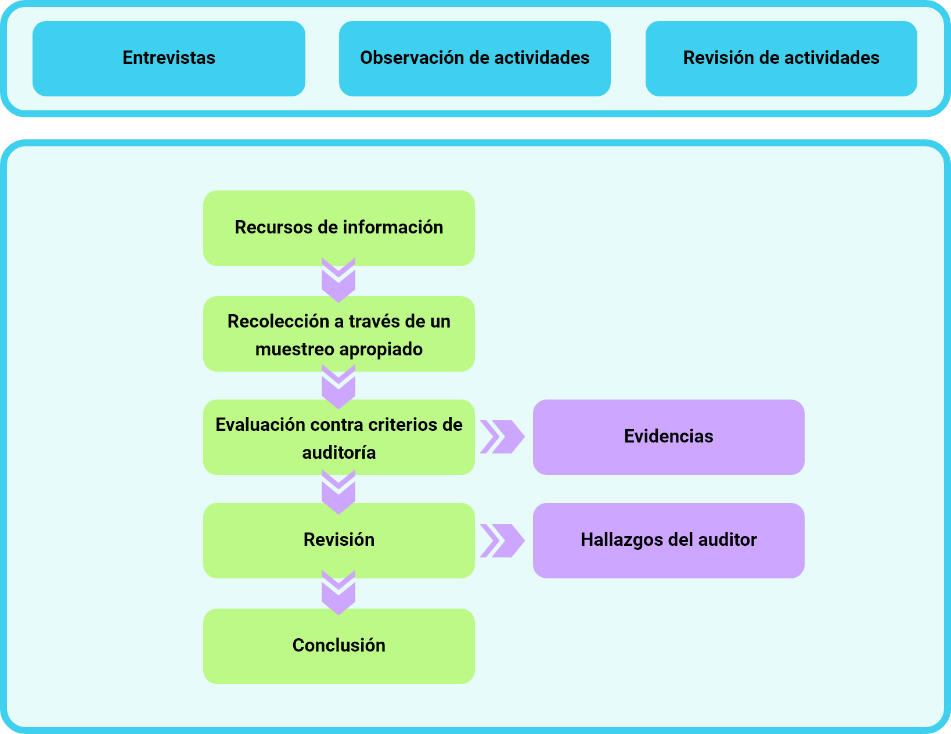 Entrevistas
Observación de actividades
Revisión de actividades
Recursos de información
Recolección a través de un
muestreo apropiado
Evaluación contra criterios de
auditoría
Evidencias
Revisión
Hallazgos del auditor
Conclusión